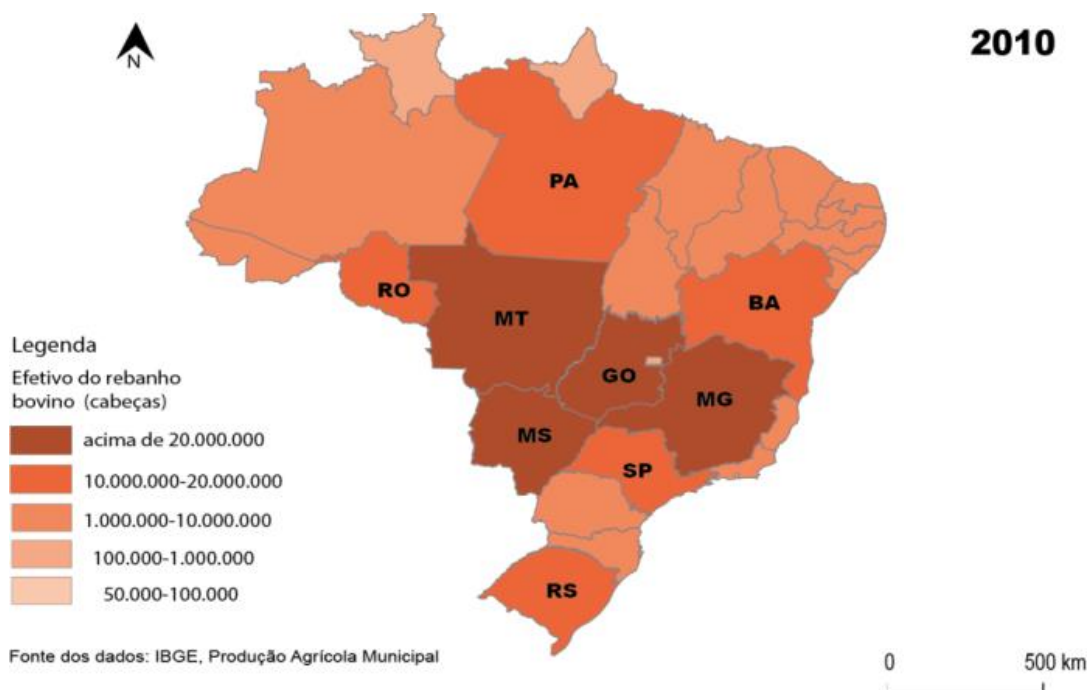 2010
N
PA
RO
MT
BA
GO
MG
MS
SP
RS
Legenda
Efetivo do rebanho
bovino (cabeças)
acima de 20.000.000
10.000.000-20.000.000
1.000.000-10.000.000
100.000-1.000.000
50.000-100.000
Fonte dos dados: IBGE, Produção Agrícola Municipal
0 500 km